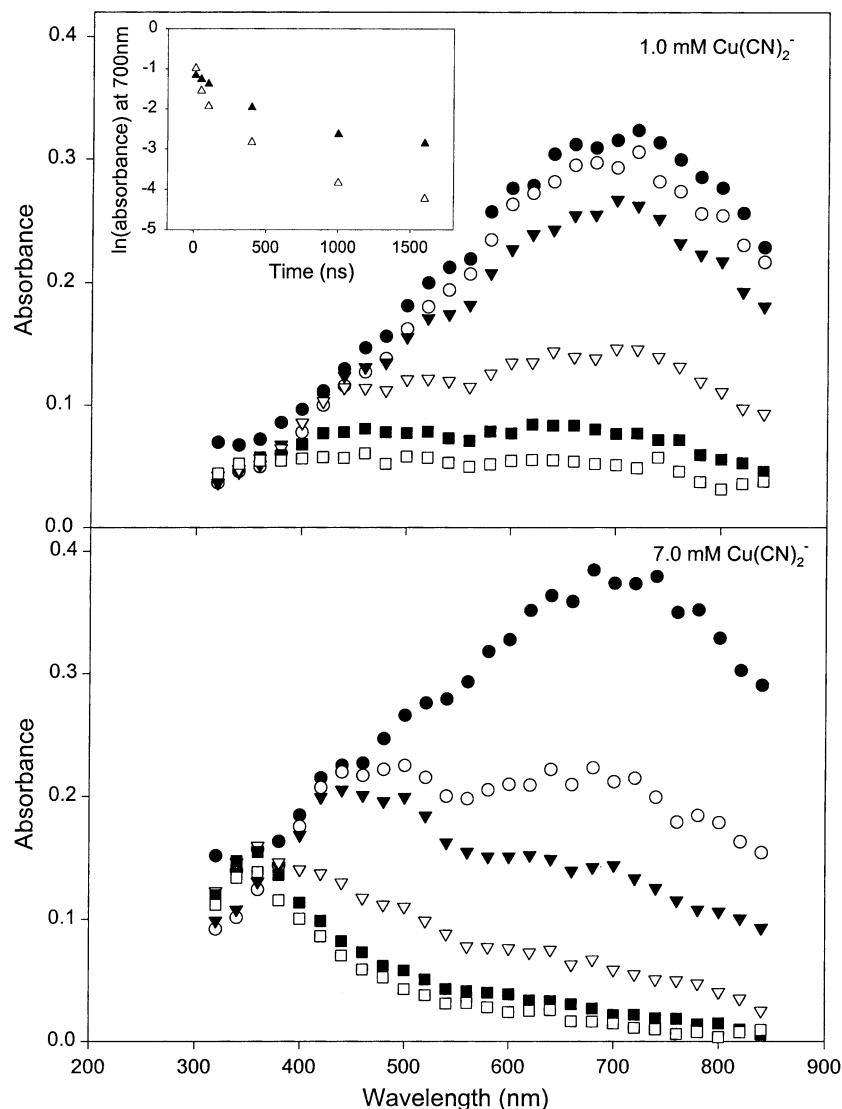 0.4
0.3
0.2
0.1
0.0
Absorbance
1.0 mM Cu(CN)₂⁻
0
-1
-2
-3
-4
-5
ln(absorbance) at 700nm
0 500 1000 1500
Time (ns)
0.4
0.3
0.2
0.1
0.0
Absorbance
7.0 mM Cu(CN)₂⁻
200 300 400 500 600 700 800 900
Wavelength (nm)